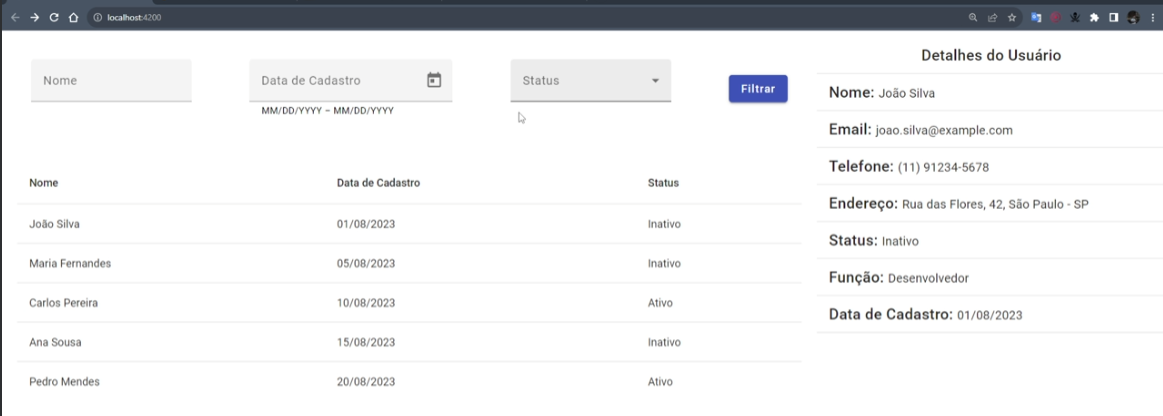 localhost:4200
Nome
Data de Cadastro
MM/DD/YYYY – MM/DD/YYYY
Status
Filtrar
Nome Data de Cadastro Status
João Silva 01/08/2023 Inativo
Maria Fernandes 05/08/2023 Inativo
Carlos Pereira 10/08/2023 Ativo
Ana Sousa 15/08/2023 Inativo
Pedro Mendes 20/08/2023 Ativo
Detalhes do Usuário
Nome: João Silva
Email: joao.silva@example.com
Telefone: (11) 91234-5678
Endereço: Rua das Flores, 42, São Paulo - SP
Status: Inativo
Função: Desenvolvedor
Data de Cadastro: 01/08/2023